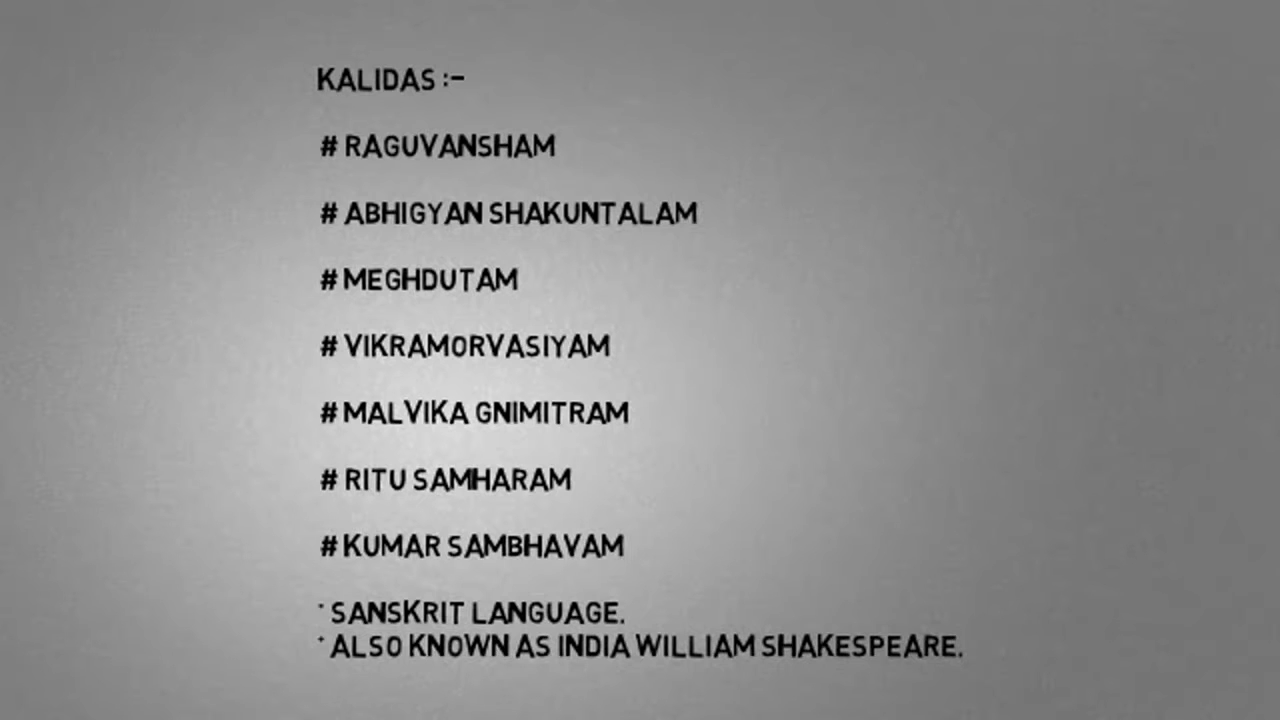 KALIDAS :-
# RAGUVANSHAM
# ABHIGYAN SHAKUNTALAM
# MEGHDUTAM
# VIKRAMORVASIYAM
# MALVIKA GNIMITRAM
# RITU SAMHARAM
# KUMAR SAMBHAVAM
* SANSKRIT LANGUAGE.
* ALSO KNOWN AS INDIA WILLIAM SHAKESPEARE.